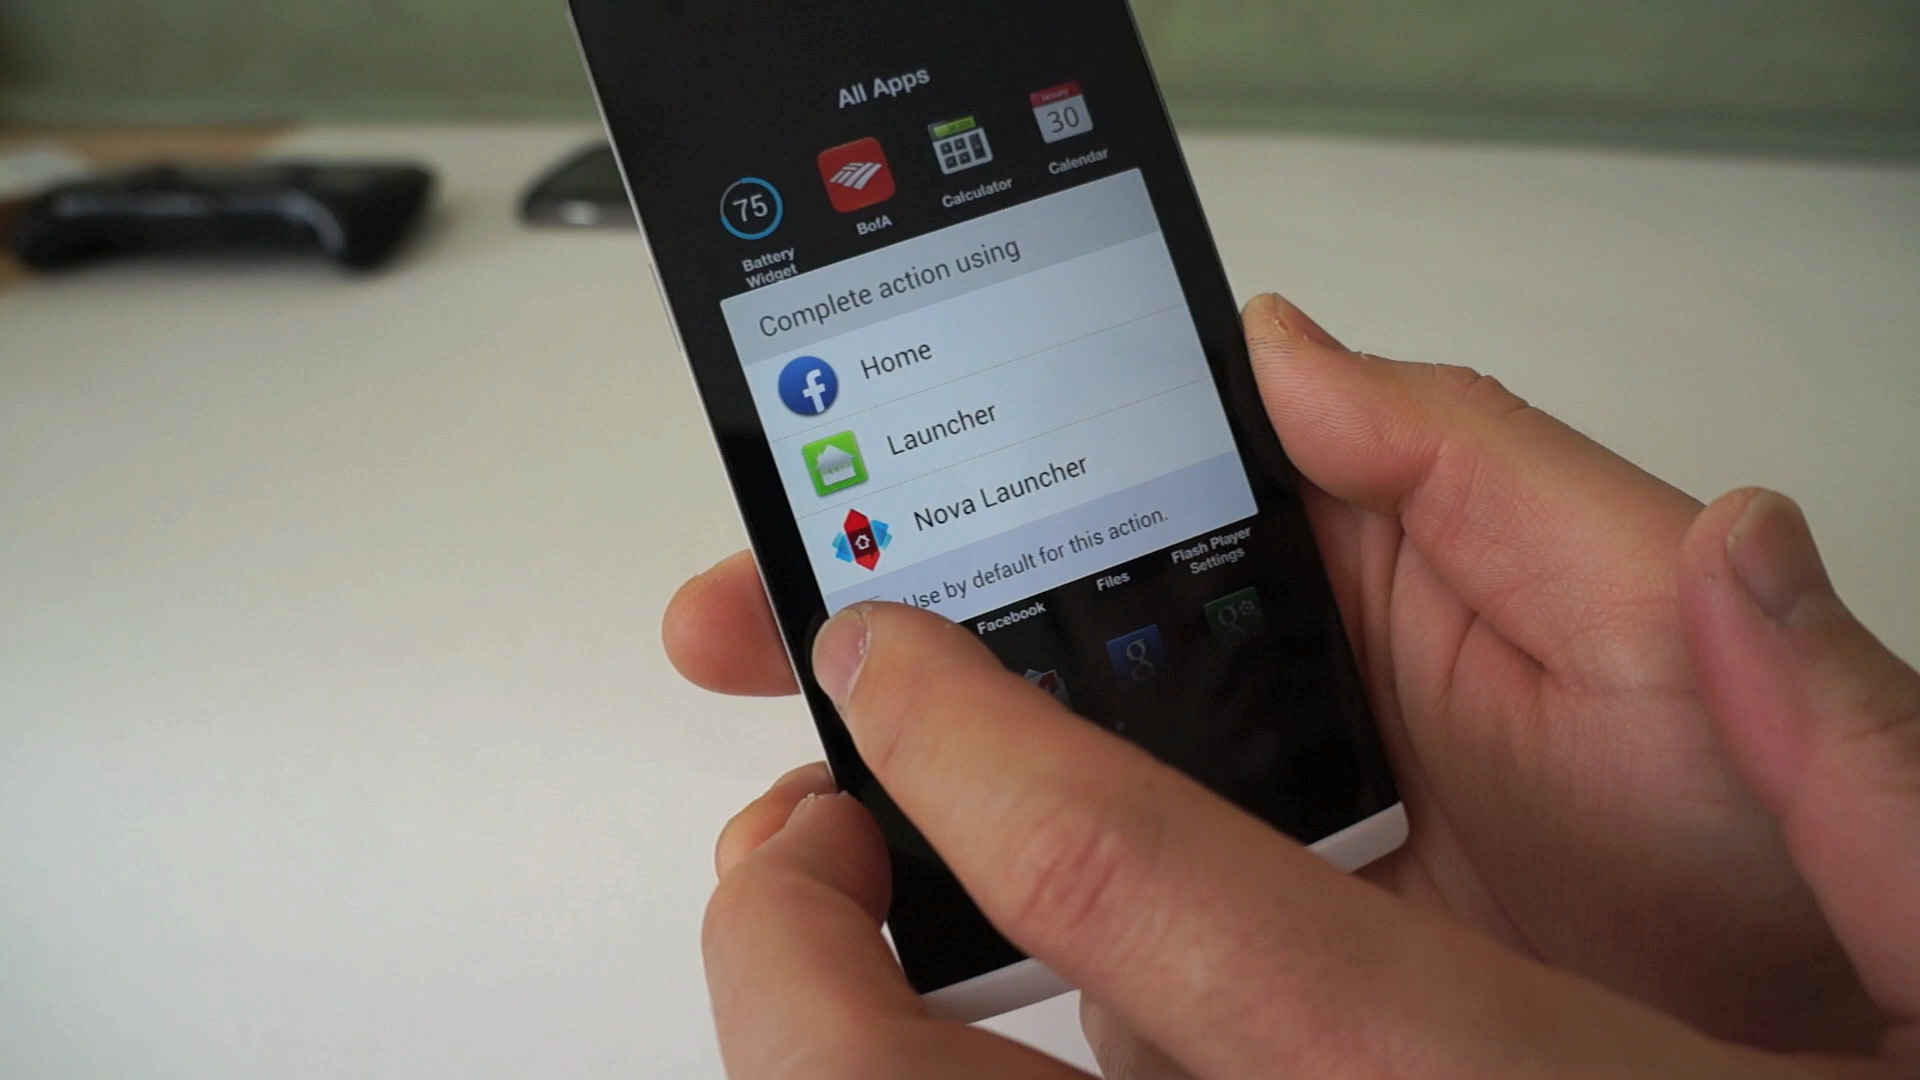 All Apps
75
Battery
Widget
BofA
Calculator
January
30
Calendar
Complete action using
Home
Launcher
Nova Launcher
Use by default for this action.
Facebook
Files
Flash Player
Settings
g
g